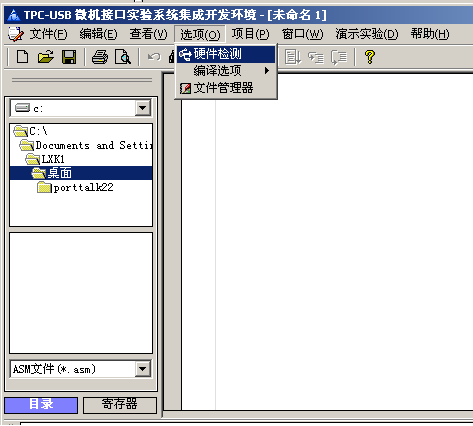 TPC-USB 微机接口实验系统集成开发环境 - [未命名 1]
文件(F) 编辑(E) 查看(V) 选项(O) 项目(P) 窗口(W) 演示实验(D) 帮助(H)
硬件检测
编译选项
文件管理器
c:
C:\
Documents and Settin
LXK1
桌面
porttalk22
ASM文件(*.asm)
目录 寄存器